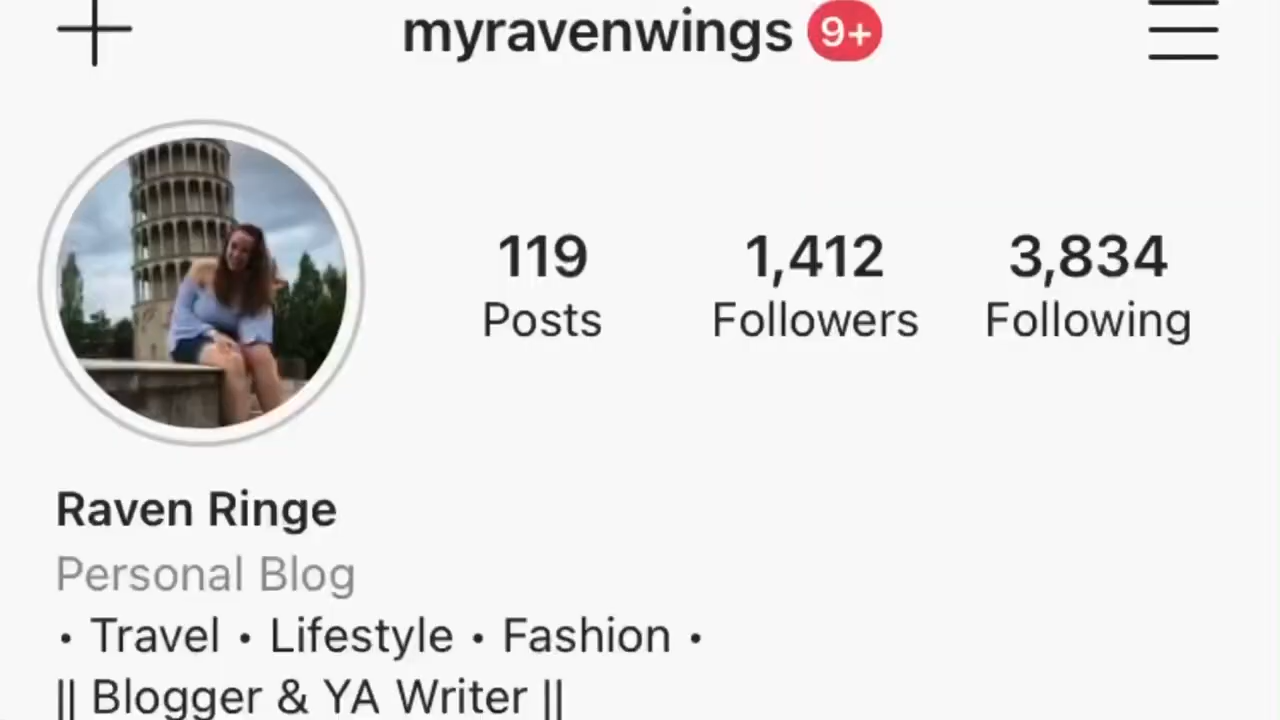 myravenwings 9+
119 1,412 3,834
Posts Followers Following
Raven Ringe
Personal Blog
• Travel • Lifestyle • Fashion •
|| Blogger & YA Writer ||